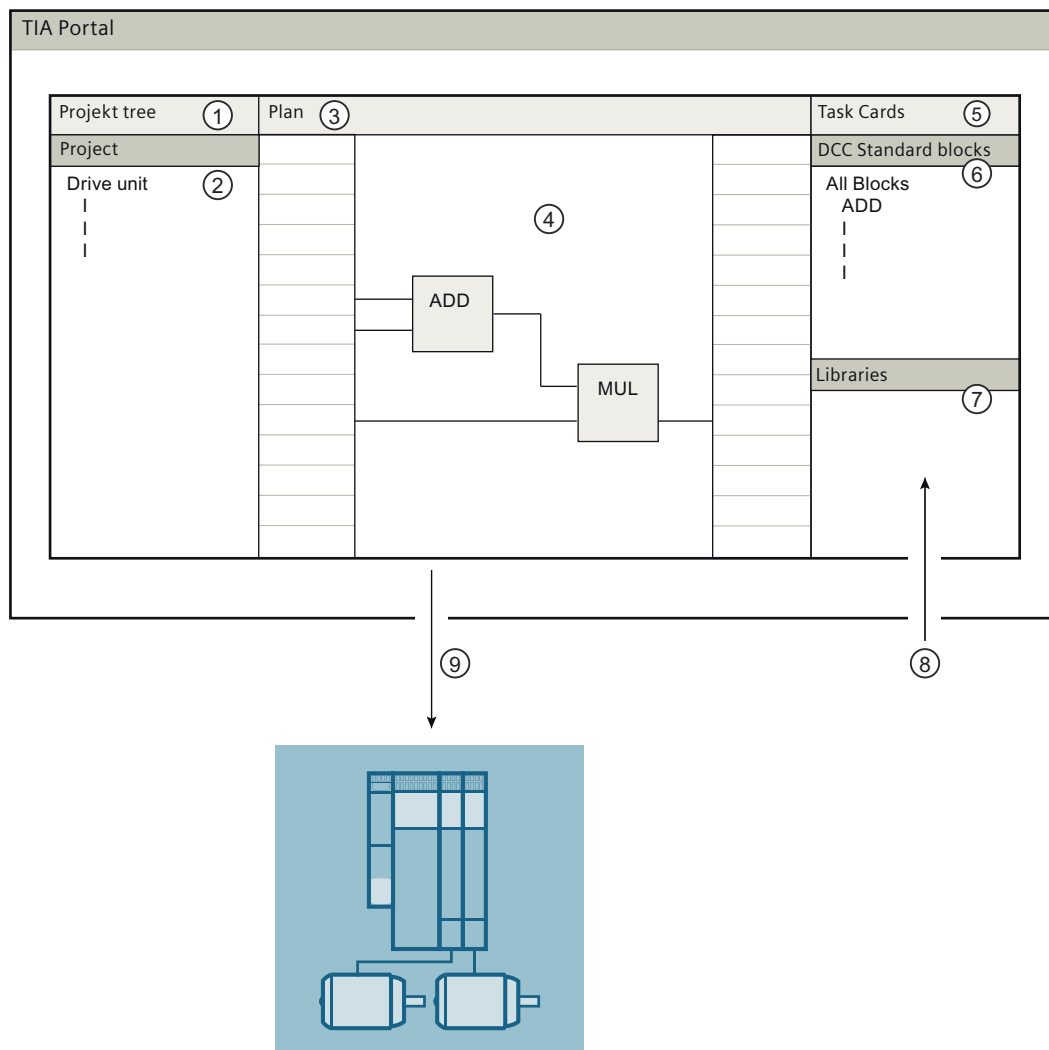 TIA Portal
Projekt tree ①
Plan ③
Task Cards ⑤
Project
DCC Standard blocks
Drive unit ②
I
I
I
④
⑥
All Blocks
ADD
I
I
I
ADD
MUL
Libraries
⑦
⑨
⑧